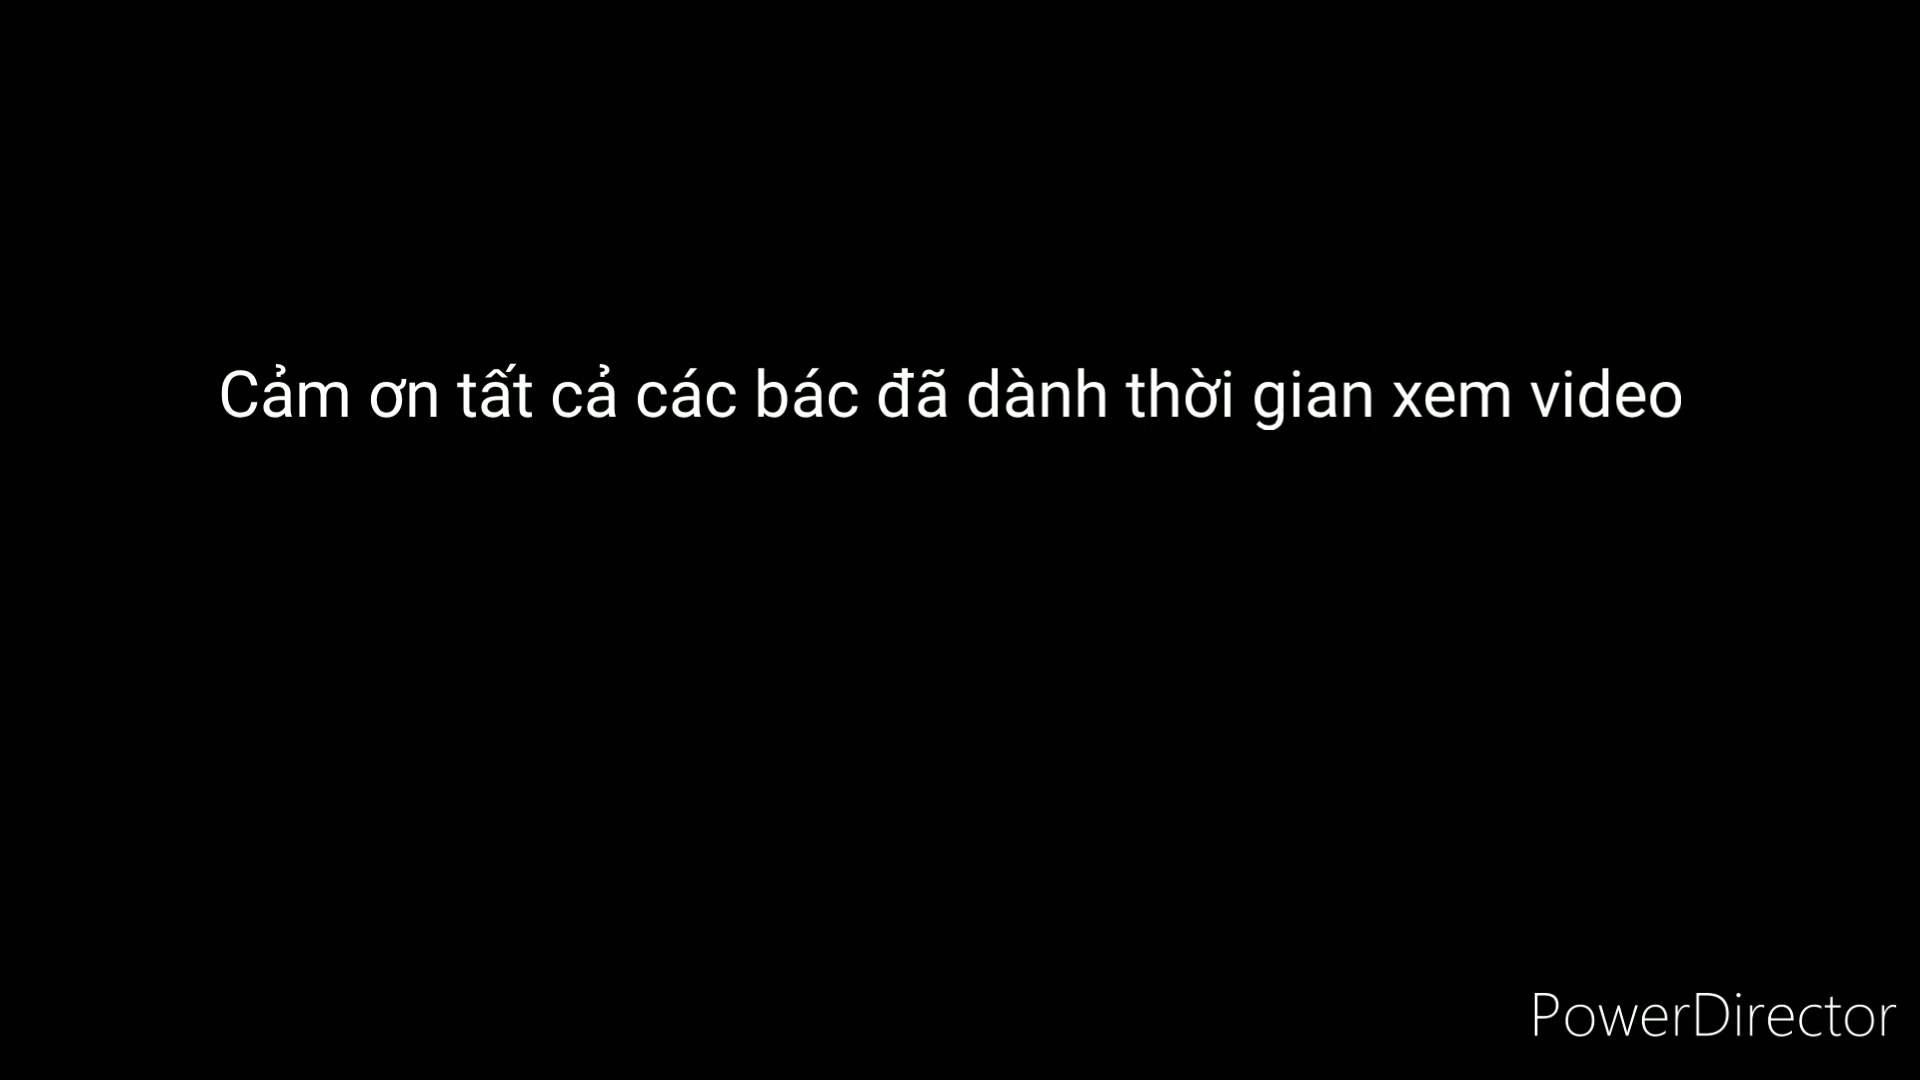 Cảm ơn tất cả các bác đã dành thời gian xem video
PowerDirector